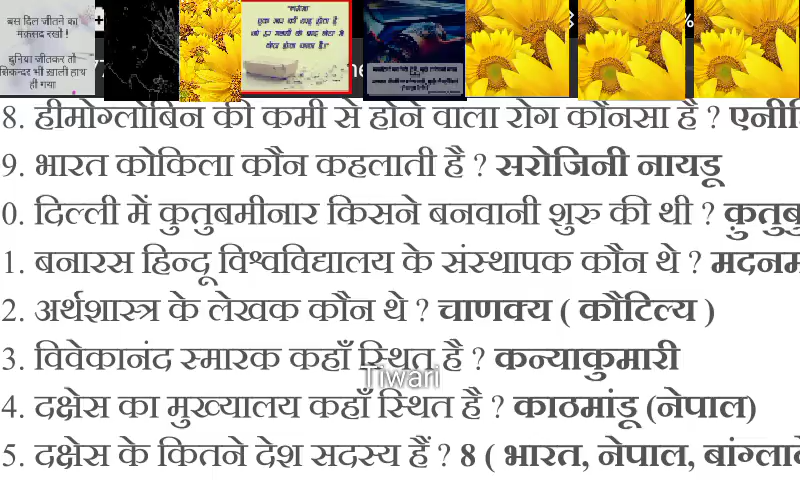 बस दिल जीतने का
मक़सद रखो !
दुनिया जीतकर तो
सिकन्दर भी ख़ाली हाथ
ही गया
8. हीमोग्लोबिन की कमी से होने वाला रोग कौनसा है ? एनी
9. भारत कोकिला कौन कहलाती है ? सरोजिनी नायडू
0. दिल्ली में कुतुबमीनार किसने बनवानी शुरु की थी ? कुतुबु
1. बनारस हिन्दू विश्वविद्यालय के संस्थापक कौन थे ? मदनम
2. अर्थशास्त्र के लेखक कौन थे ? चाणक्य ( कौटिल्य )
3. विवेकानंद स्मारक कहाँ स्थित है ? कन्याकुमारी
Tiwari
4. दक्षेस का मुख्यालय कहाँ स्थित है ? काठमांडू (नेपाल)
5. दक्षेस के कितने देश सदस्य हैं ? 8 ( भारत, नेपाल, बांग्लादे